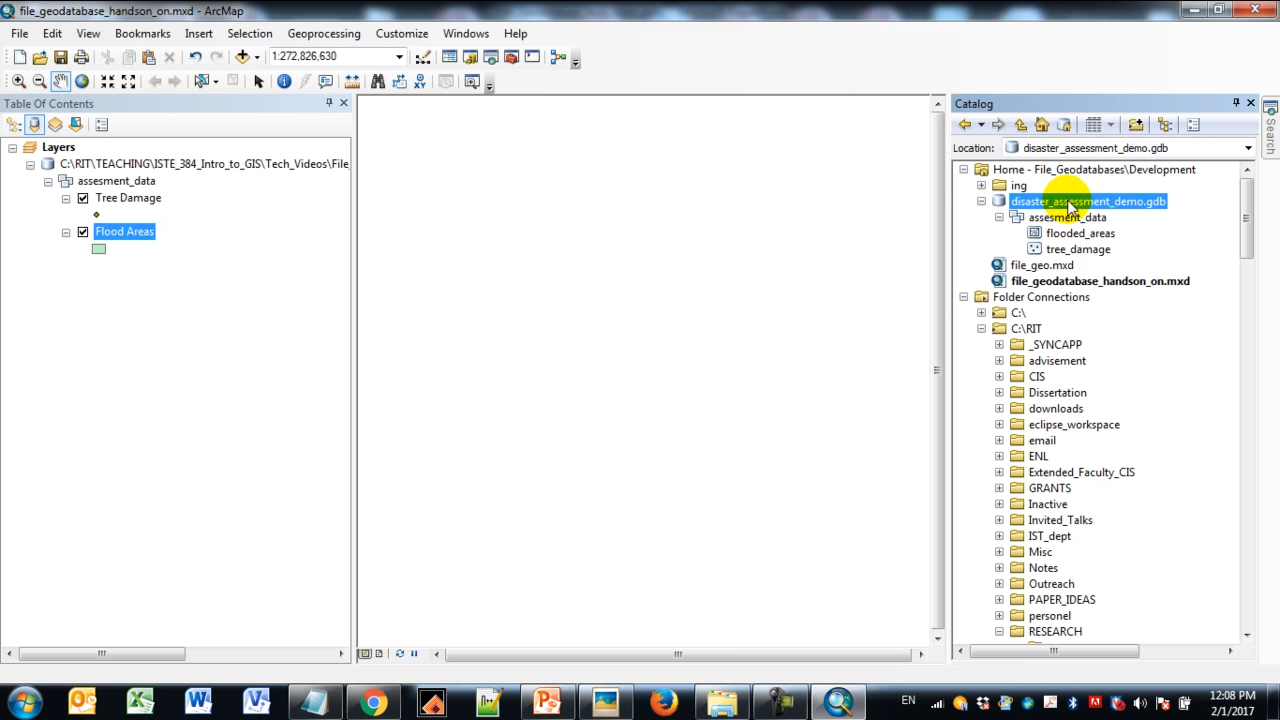 file_geodatabase_handson_on.mxd - ArcMap
File Edit View Bookmarks Insert Selection Geoprocessing Customize Windows Help
1:272,826,630
Table Of Contents
Layers
C:\RIT\TEACHING\ISTE_384_Intro_to_GIS\Tech_Videos\File_
assesment_data
Tree Damage
Flood Areas
Catalog
Location: disaster_assessment_demo.gdb
Home - File_Geodatabases\Development
ing
disaster_assessment_demo.gdb
assesment_data
flooded_areas
tree_damage
file_geo.mxd
file_geodatabase_handson_on.mxd
Folder Connections
C:\
C:\RIT
_SYNCAPP
advisement
CIS
Dissertation
downloads
eclipse_workspace
email
ENL
Extended_Faculty_CIS
GRANTS
Inactive
Invited_Talks
IST_dept
Misc
Notes
Outreach
PAPER_IDEAS
personel
RESEARCH
Search
EN
12:08 PM
2/1/2017